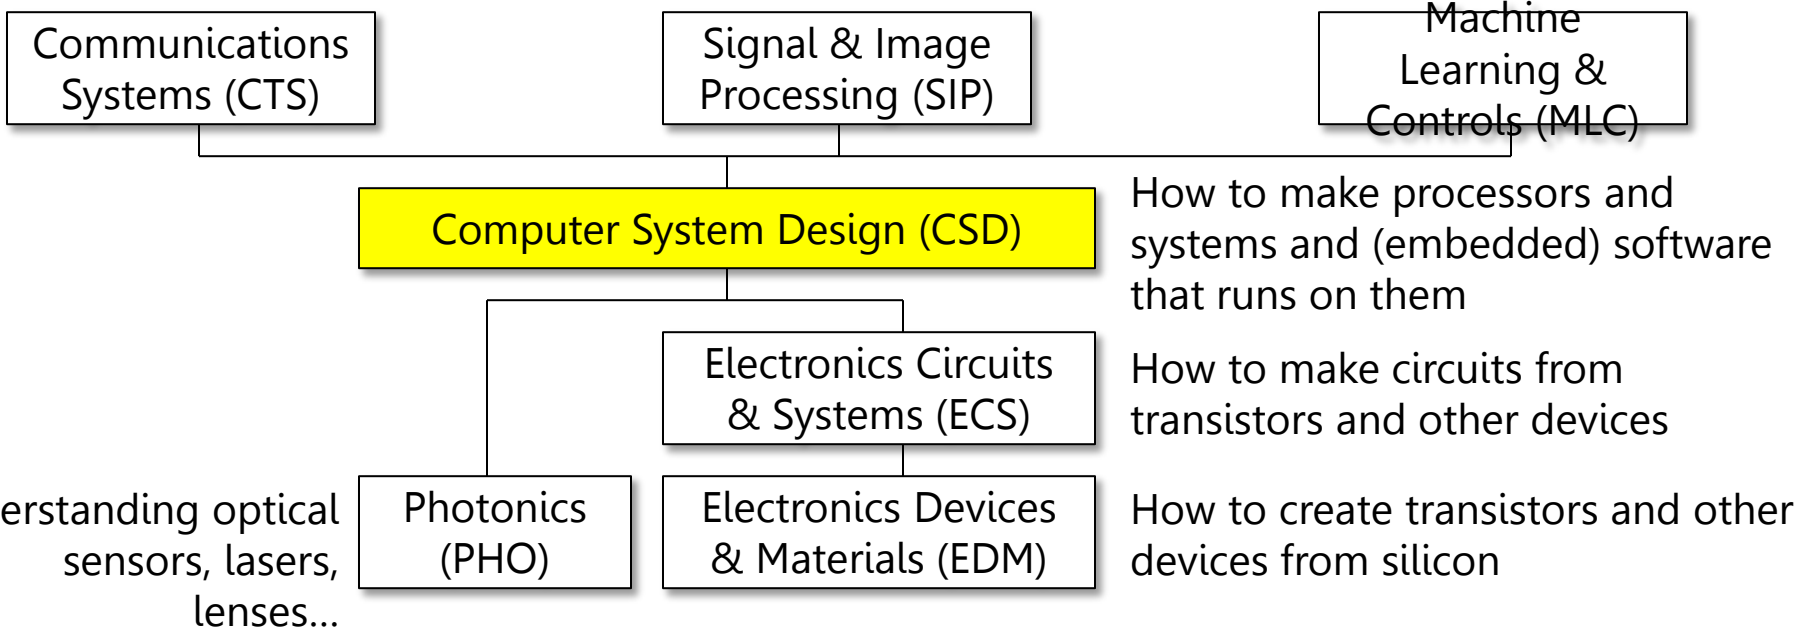 Communications
Systems (CTS)
Signal & Image
Processing (SIP)
Machine
Learning &
Controls (MLC)
Computer System Design (CSD)
How to make processors and
systems and (embedded) software
that runs on them
Electronics Circuits
& Systems (ECS)
How to make circuits from
transistors and other devices
erstanding optical
sensors, lasers,
lenses...
Photonics
(PHO)
Electronics Devices
& Materials (EDM)
How to create transistors and other
devices from silicon